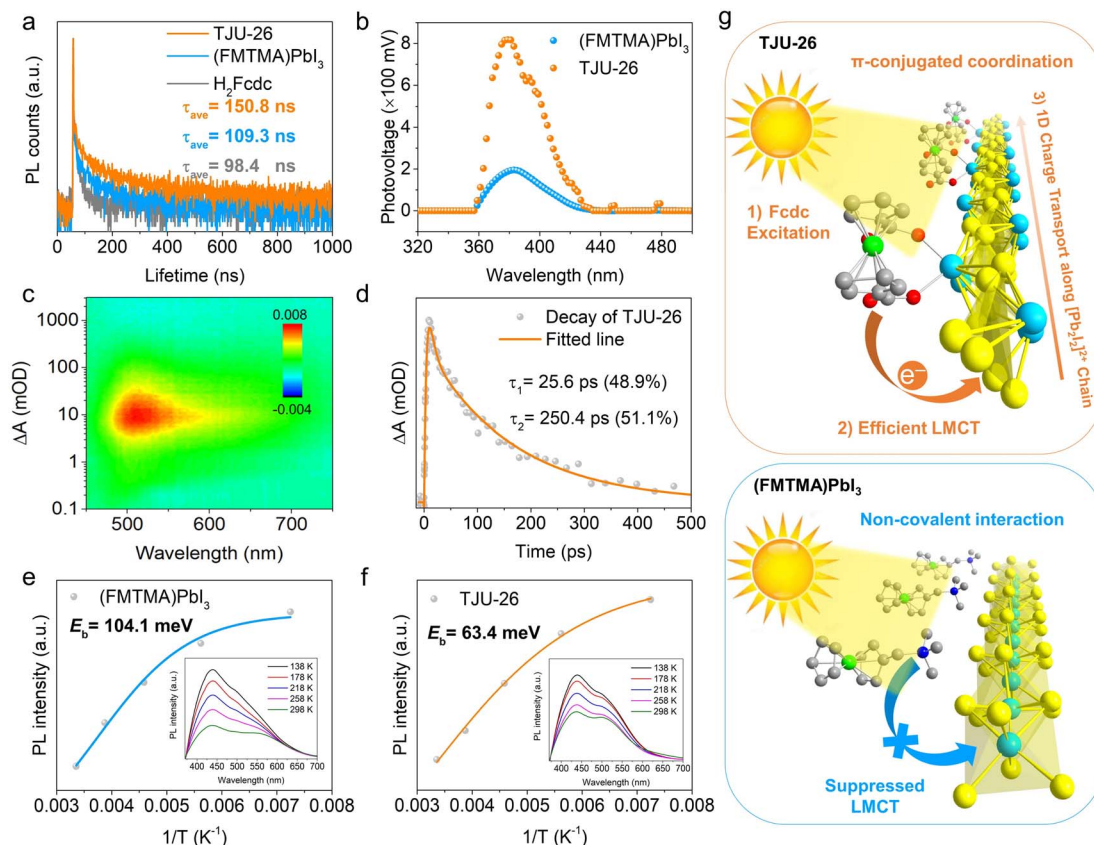 a
TJU-26
(FMTMA)PbI₃
H₂Fcdc
τave= 150.8 ns
τave= 109.3 ns
τave= 98.4 ns
PL counts (a.u.)
0 200 400 600 800 1000
Lifetime (ns)
b
(FMTMA)PbI₃
TJU-26
Photovoltage (×100 mV)
8
6
4
2
0
320 360 400 440 480
Wavelength (nm)
c
0.008
-0.004
ΔA (mOD)
1000
100
10
1
0.1
500 600 700
Wavelength (nm)
d
Decay of TJU-26
Fitted line
τ₁= 25.6 ps (48.9%)
τ₂= 250.4 ps (51.1%)
ΔA (mOD)
0 100 200 300 400 500
Time (ps)
e
(FMTMA)PbI₃
Eb= 104.1 meV
PL intensity (a.u.)
PL intensity (a.u.)
138 K
178 K
218 K
258 K
298 K
400 450 500 550 600 650 700
Wavelength (nm)
0.003 0.004 0.005 0.006 0.007 0.008
1/T (K⁻¹)
f
TJU-26
Eb= 63.4 meV
PL intensity (a.u.)
PL intensity (a.u.)
138 K
178 K
218 K
258 K
298 K
400 450 500 550 600 650 700
Wavelength (nm)
0.003 0.004 0.005 0.006 0.007 0.008
1/T (K⁻¹)
g
TJU-26
π-conjugated coordination
1) Fcdc
Excitation
e⁻
2) Efficient LMCT
3) 1D Charge Transport along [Pb₂I₂]²⁺ Chain
(FMTMA)PbI₃
Non-covalent interaction
Suppressed
LMCT